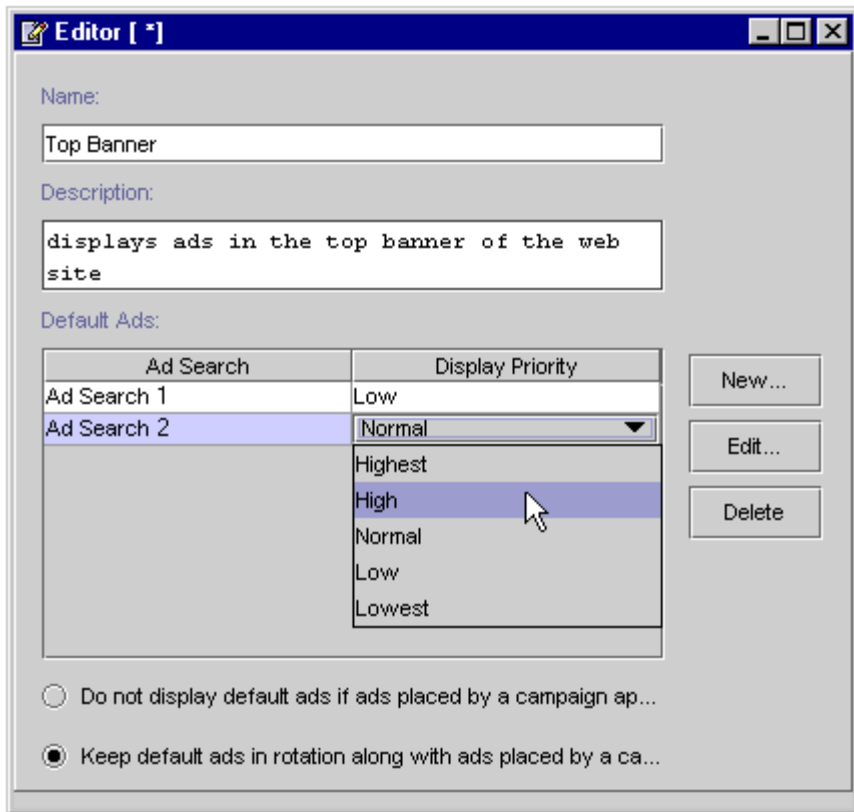 Editor [ *]
Name:
Top Banner
Description:
displays ads in the top banner of the web
site
Default Ads:
Ad Search Display Priority
Ad Search 1 Low
Ad Search 2 Normal
Highest
High
Normal
Low
Lowest
New...
Edit...
Delete
Do not display default ads if ads placed by a campaign ap...
Keep default ads in rotation along with ads placed by a ca...